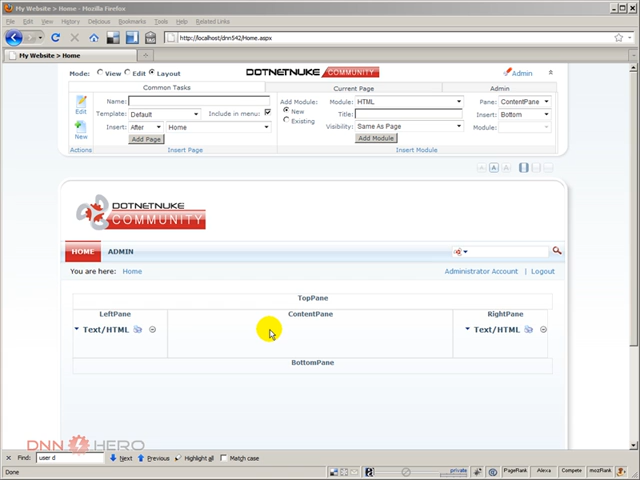 My Website > Home - Mozilla Firefox
File Edit View History Delicious Bookmarks Tools Help Related Links
http://localhost/dnn542/Home.aspx
My Website > Home
Mode: View Edit Layout
DOTNETNUKE COMMUNITY
Admin
Common Tasks
Current Page
Admin
Edit
New
Actions:
Name:
Template: Default Include in menu:
Insert: After Home
Add Page
Insert Page
Add Module:
New
Existing
Module: HTML
Title:
Visibility: Same As Page
Add Module
Pane: ContentPane
Insert: Bottom
Module:
Insert Module
A
DOTNETNUKE
COMMUNITY
HOME ADMIN
You are here: Home
Administrator Account | Logout
TopPane
LeftPane
ContentPane
RightPane
Text/HTML
Text/HTML
BottomPane
DNN HERO
Find: user d Next Previous Highlight all Match case
Done
private PageRank Alexa Compete mozRank